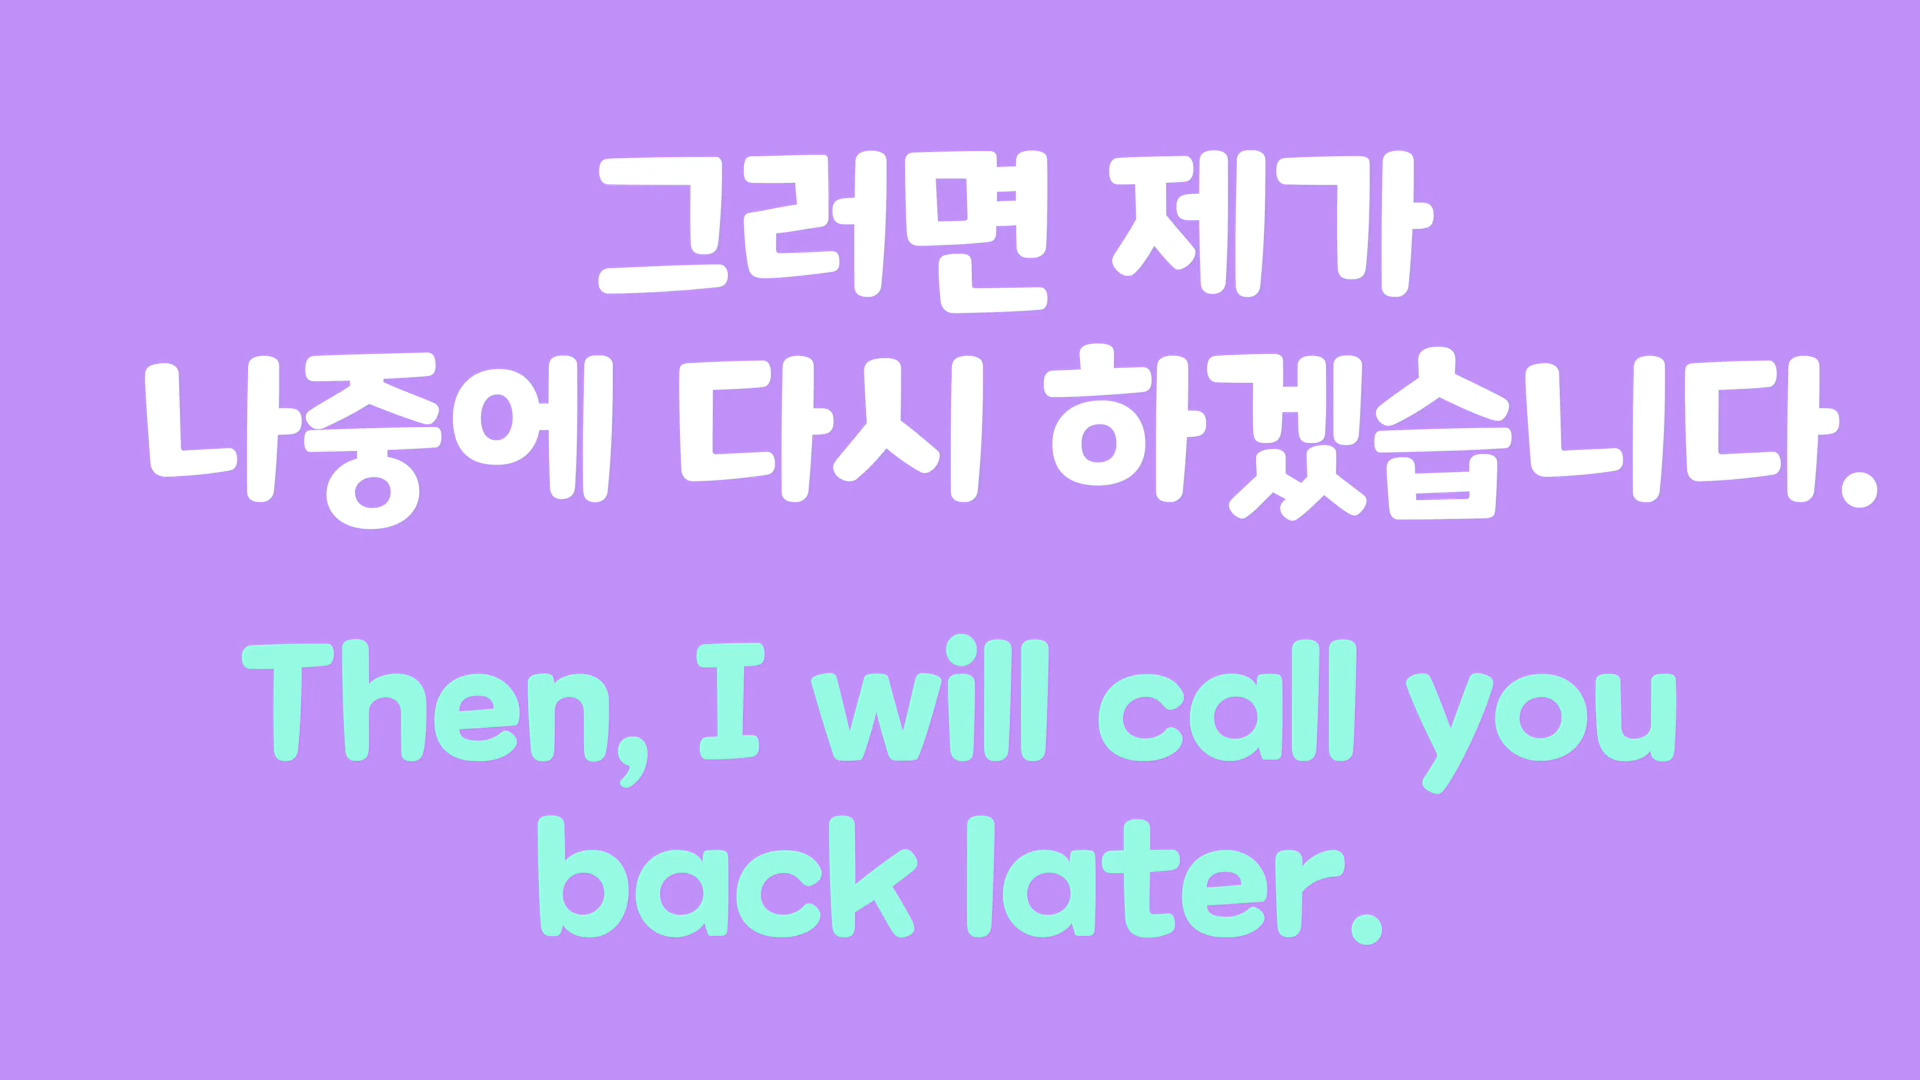 그러면 제가
나중에 다시 하겠습니다.
Then, I will call you
back later.